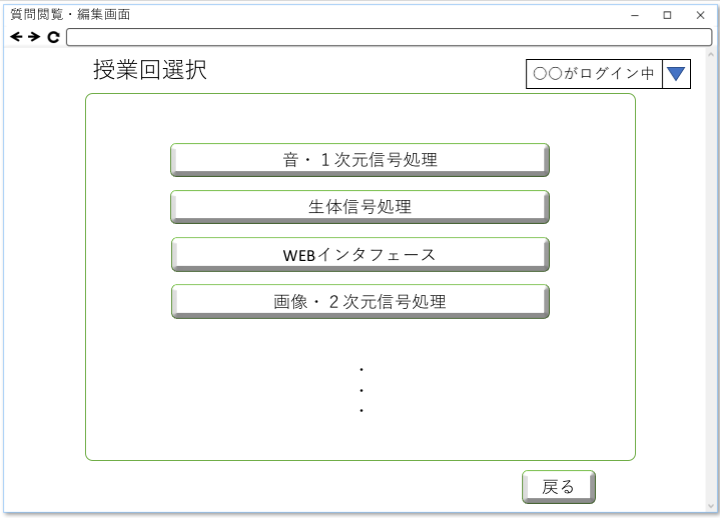 質問閲覧・編集画面
授業回選択
〇〇がログイン中
音・１次元信号処理
生体信号処理
WEBインタフェース
画像・２次元信号処理
・
・
・
戻る